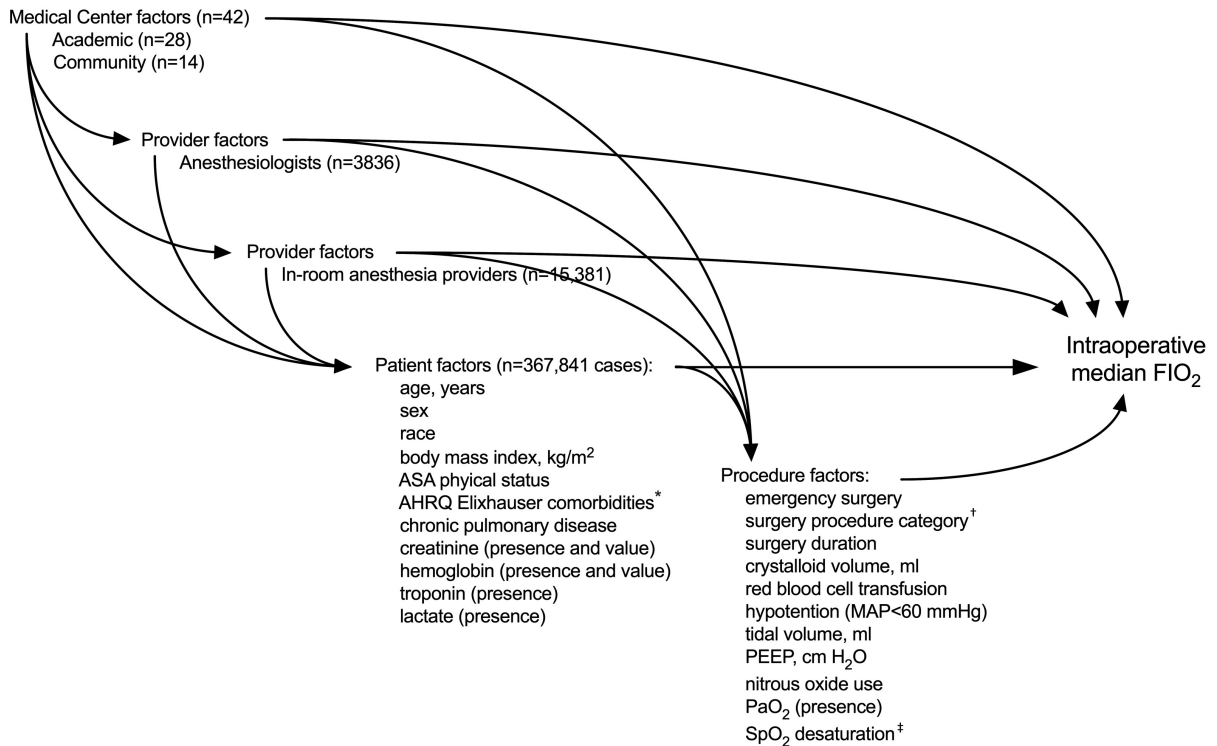 Medical Center factors (n=42)
Academic (n=28)
Community (n=14)
Provider factors
Anesthesiologists (n=3836)
Provider factors
In-room anesthesia providers (n=15,381)
Intraoperative
median FIO₂
Patient factors (n=367,841 cases):
age, years
sex
race
body mass index, kg/m²
ASA phyical status
AHRQ Elixhauser comorbidities*
chronic pulmonary disease
creatinine (presence and value)
hemoglobin (presence and value)
troponin (presence)
lactate (presence)
Procedure factors:
emergency surgery
surgery procedure category†
surgery duration
crystalloid volume, ml
red blood cell transfusion
hypotention (MAP<60 mmHg)
tidal volume, ml
PEEP, cm H₂O
nitrous oxide use
PaO₂ (presence)
SpO₂ desaturation‡